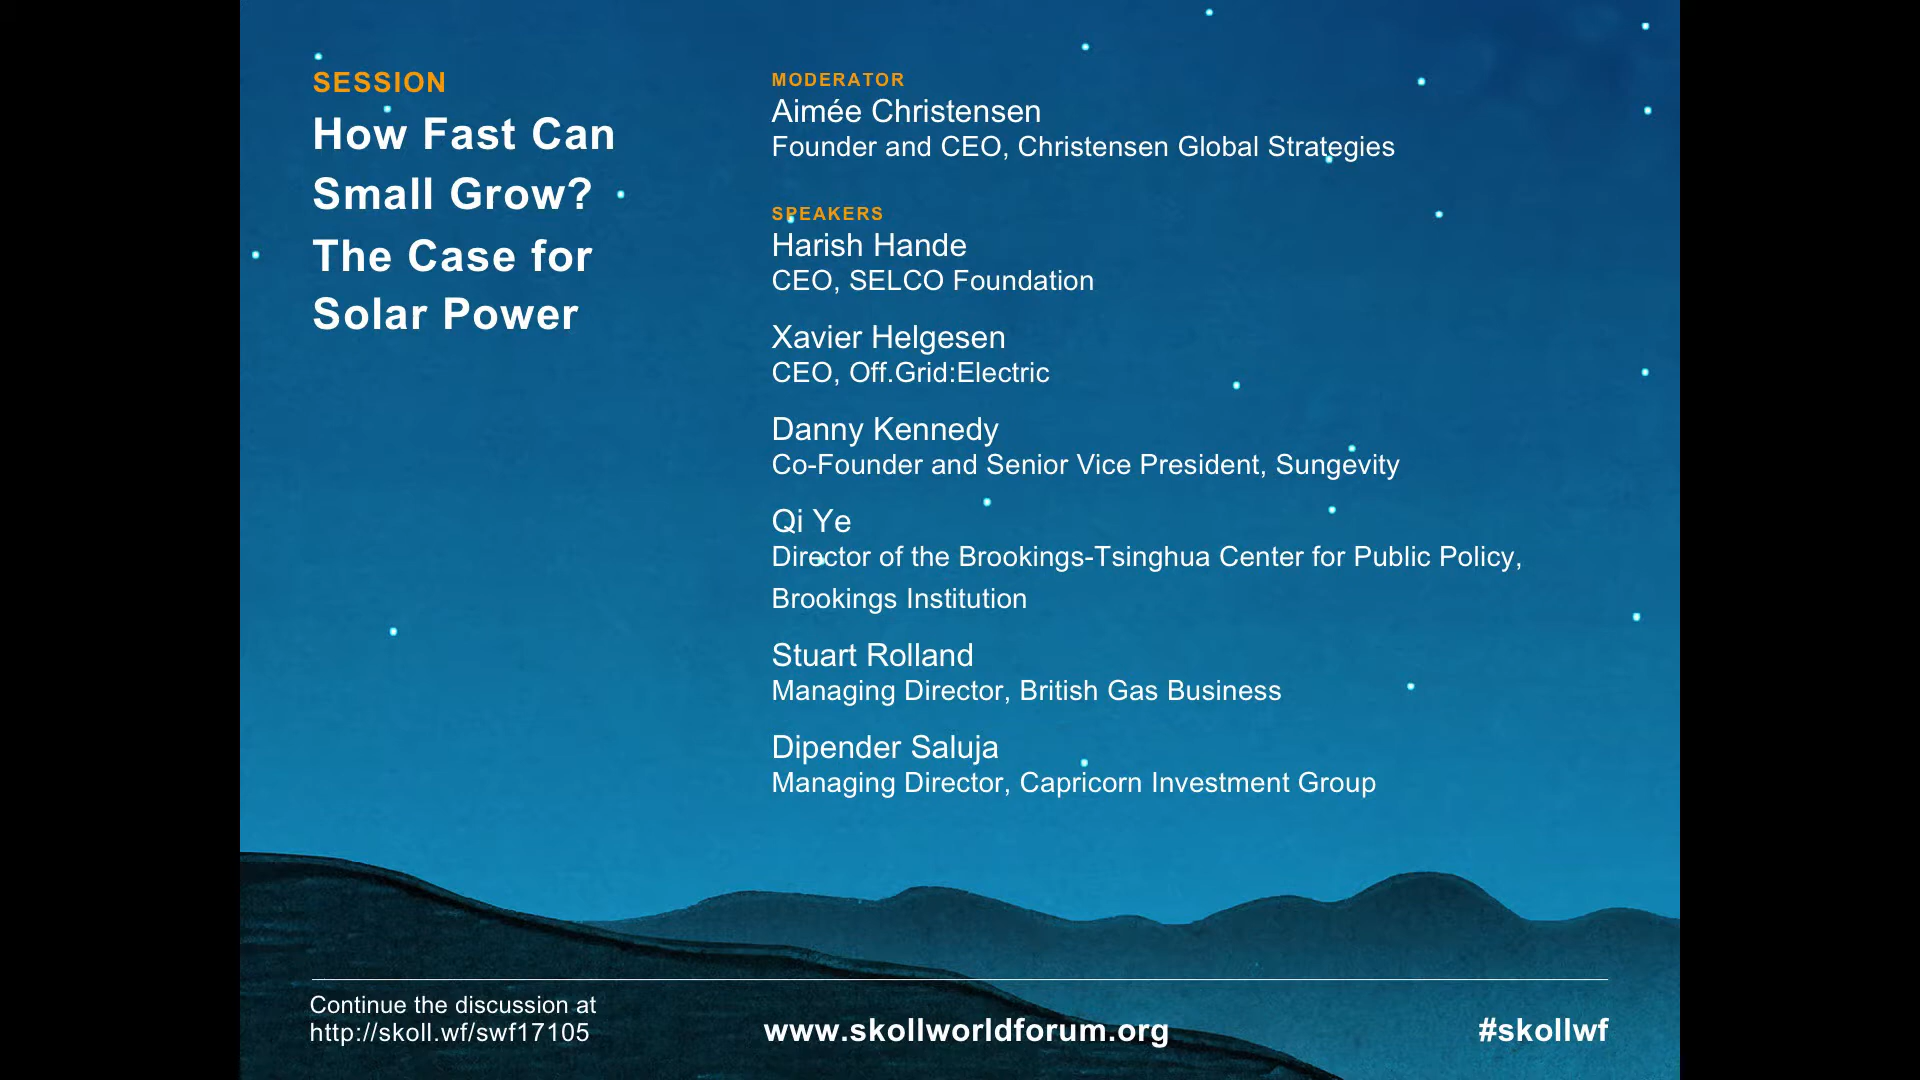 SESSION
How Fast Can
Small Grow?
The Case for
Solar Power
MODERATOR
Aimée Christensen
Founder and CEO, Christensen Global Strategies
SPEAKERS
Harish Hande
CEO, SELCO Foundation
Xavier Helgesen
CEO, Off.Grid:Electric
Danny Kennedy
Co-Founder and Senior Vice President, Sungevity
Qi Ye
Director of the Brookings-Tsinghua Center for Public Policy,
Brookings Institution
Stuart Rolland
Managing Director, British Gas Business
Dipender Saluja
Managing Director, Capricorn Investment Group
Continue the discussion at
http://skoll.wf/swf17105
www.skollworldforum.org
#skollwf